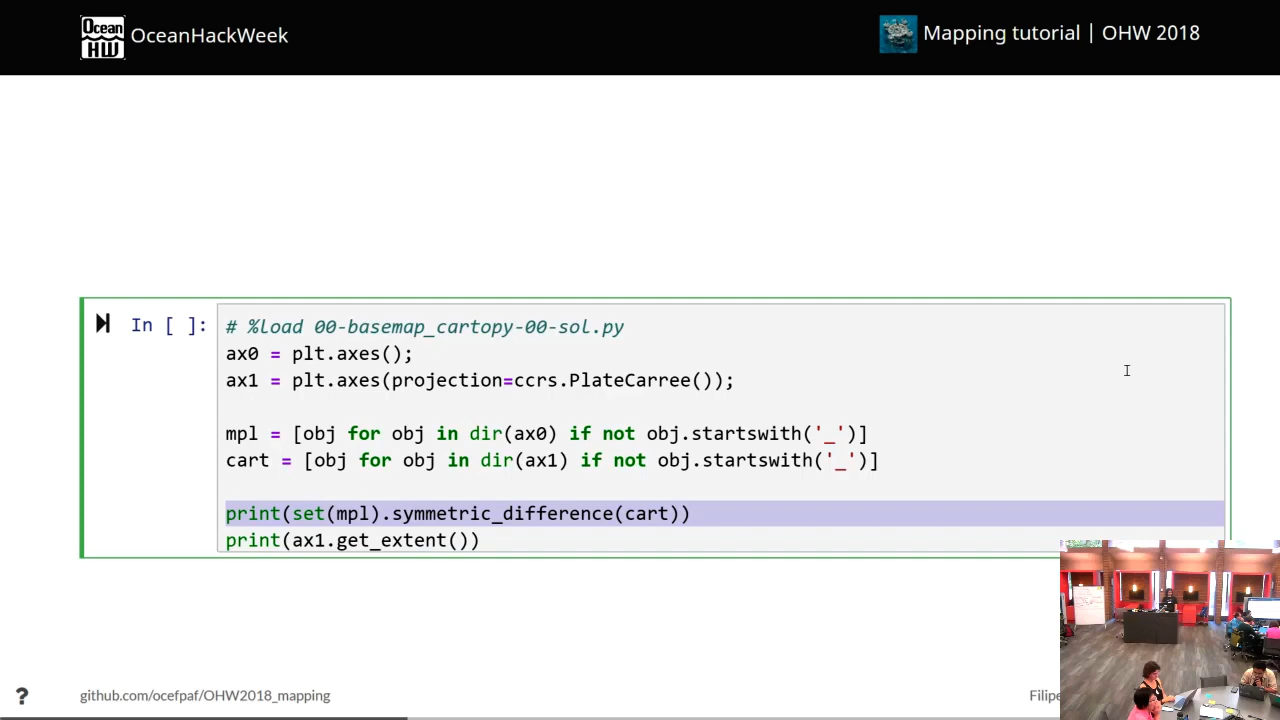 Ocean
HW
OceanHackWeek
Mapping tutorial | OHW 2018
In [ ]:
# %load 00-basemap_cartopy-00-sol.py
ax0 = plt.axes();
ax1 = plt.axes(projection=ccrs.PlateCarree());
mpl = [obj for obj in dir(ax0) if not obj.startswith('_')]
cart = [obj for obj in dir(ax1) if not obj.startswith('_')]
print(set(mpl).symmetric_difference(cart))
print(ax1.get_extent())
?
github.com/ocefpaf/OHW2018_mapping
Filipe